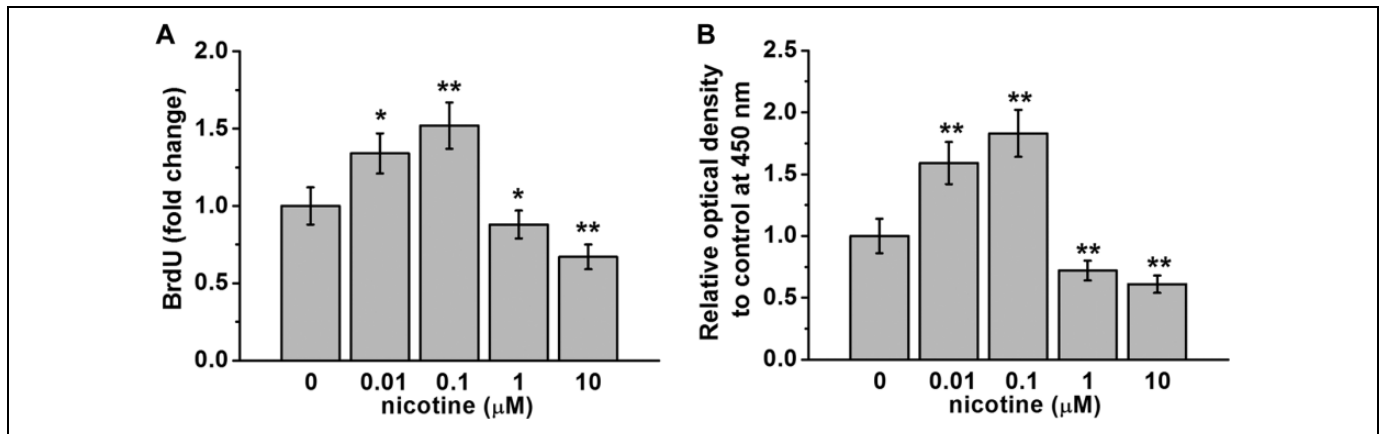 A
BrdU (fold change)
2.0
1.5
1.0
0.5
0.0
*
**
*
**
0 0.01 0.1 1 10
nicotine (μM)
B
Relative optical density
to control at 450 nm
2.5
2.0
1.5
1.0
0.5
0.0
**
**
**
**
0 0.01 0.1 1 10
nicotine (μM)